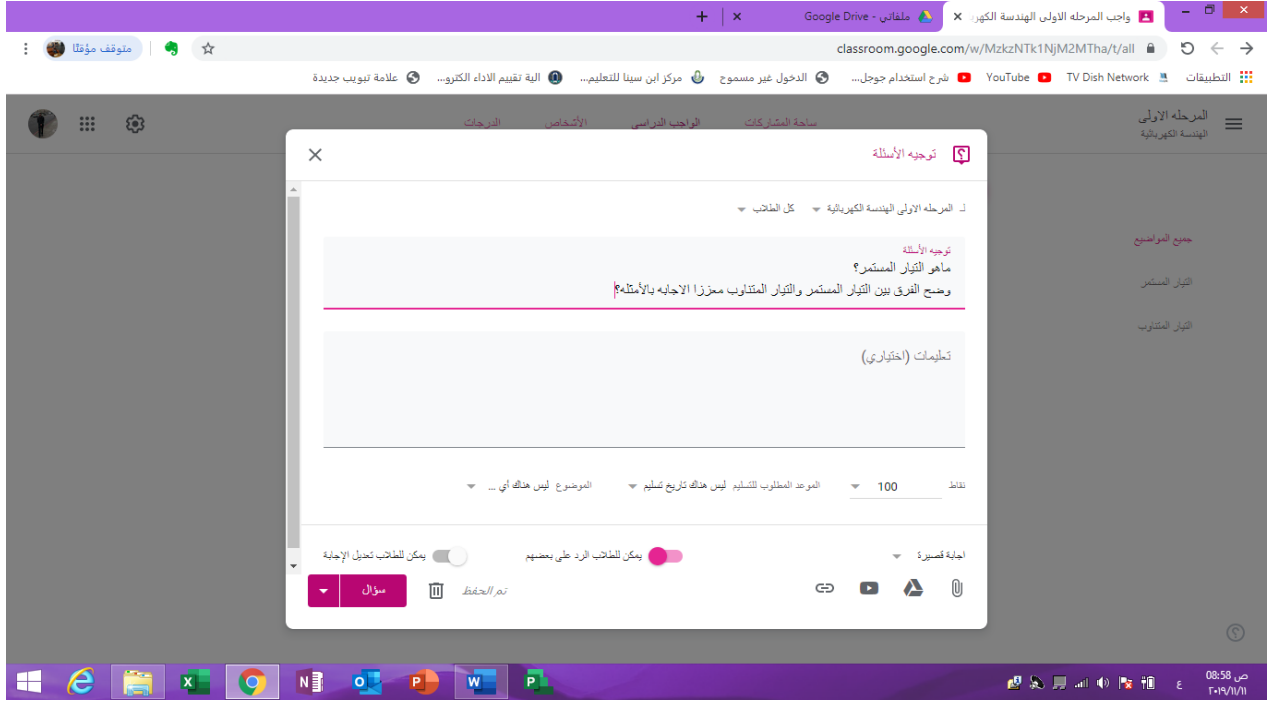 واجب المرحله الاولى الهندسة الكهر
ملفاتي - Google Drive
classroom.google.com/w/MzkzNTk1NjM2MTha/t/all
متوقف مؤقتًا
التطبيقات
TV Dish Network
YouTube
شرح استخدام جوجل...
الدخول غير مسموح
مركز ابن سينا للتعليم...
الية تقييم الاداء الكترو...
علامة تبويب جديدة
المرحله الاولى
الهندسة الكهربائية
ساحة المشاركات
الواجب الدراسي
الأشخاص
الدرجات
توجيه الأسئلة
لـ المرحله الاولى الهندسة الكهربائية
كل الطلاب
جميع المواضيع
التيار المستمر
التيار المتناوب
توجيه الأسئلة
ماهو التيار المستمر؟
وضح الفرق بين التيار المستمر والتيار المتناوب معززا الاجابه بالأمثله؟
تعليمات (اختياري)
نقاط
100
الموعد المطلوب للتسليم ليس هناك تاريخ تسليم
الموضوع ليس هناك أي ...
اجابة قصيرة
يمكن للطلاب الرد على بعضهم
يمكن للطلاب تعديل الإجابة
تم الحفظ
سؤال
ع
08:58 ص
٢٠١٩/١١/١١